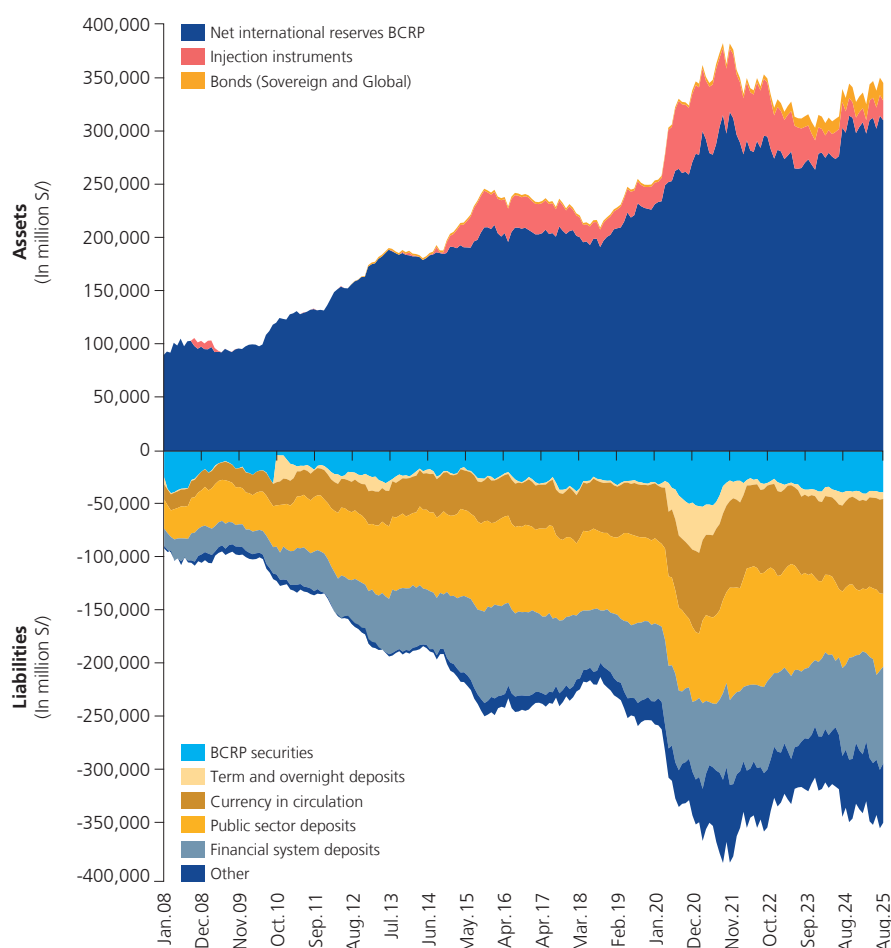 400,000
350,000
300,000
250,000
200,000
150,000
100,000
50,000
0
-50,000
-100,000
-150,000
-200,000
-250,000
-300,000
-350,000
-400,000
Assets
(In million S/)
Liabilities
(In million S/)
Net international reserves BCRP
Injection instruments
Bonds (Sovereign and Global)
BCRP securities
Term and overnight deposits
Currency in circulation
Public sector deposits
Financial system deposits
Other
Jan.08
Dec.08
Nov.09
Oct.10
Sep.11
Aug.12
Jul.13
Jun.14
May.15
Apr.16
Apr.17
Mar.18
Feb.19
Jan.20
Dec.20
Nov.21
Oct.22
Sep.23
Aug.24
Aug.25